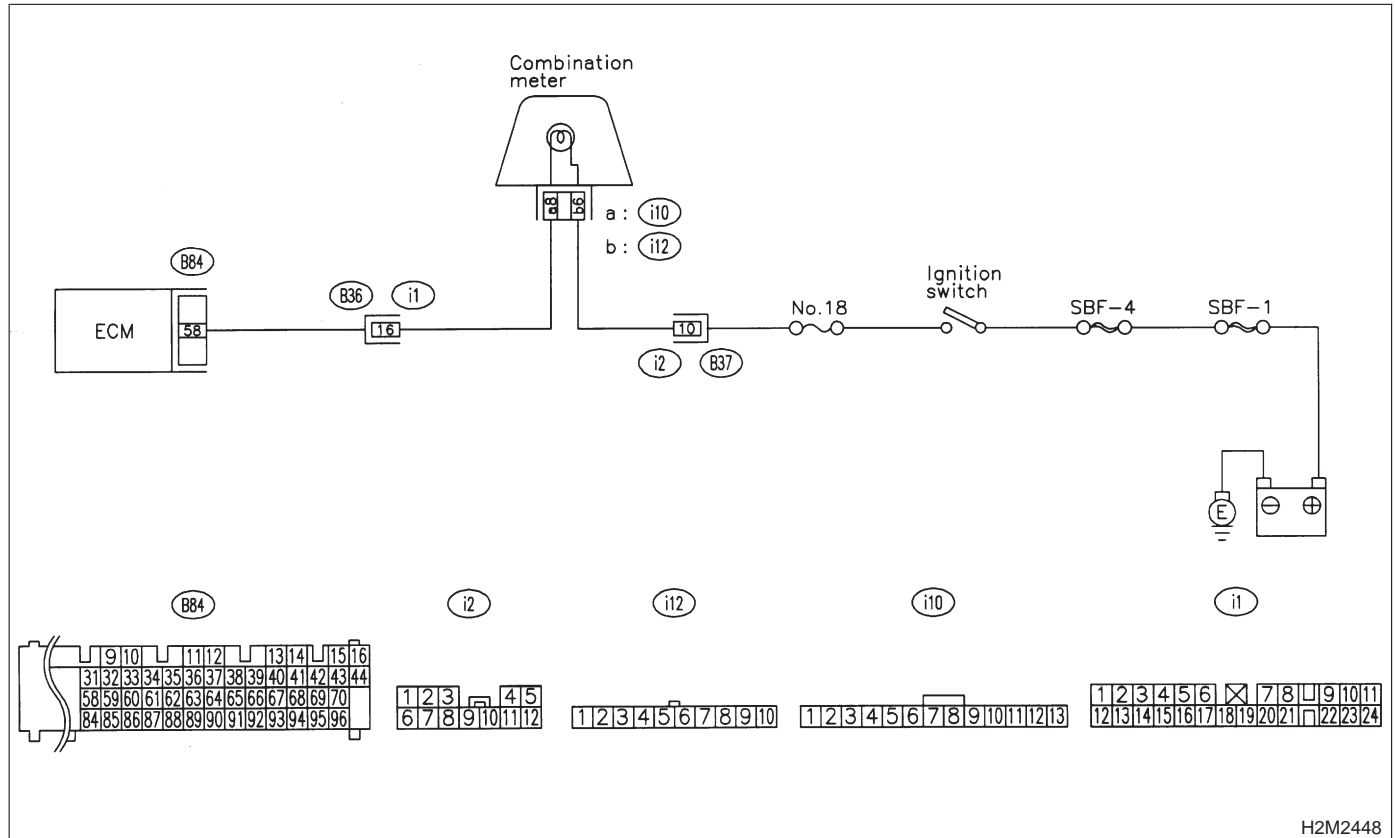 Combination
meter
a8 b6
a : i10
b : i12
B84
ECM
58
B36 i1
16
10
i2 B37
No.18
Ignition
switch
SBF-4
SBF-1
E
⊖ ⊕
B84
i2
i12
i10
i1
9 10 11 12 13 14 15 16
31 32 33 34 35 36 37 38 39 40 41 42 43 44
58 59 60 61 62 63 64 65 66 67 68 69 70
84 85 86 87 88 89 90 91 92 93 94 95 96
1 2 3 4 5
6 7 8 9 10 11 12
1 2 3 4 5 6 7 8 9 10
1 2 3 4 5 6 7 8 9 10 11 12 13
1 2 3 4 5 6 7 8 9 10 11
12 13 14 15 16 17 18 19 20 21 22 23 24
H2M2448